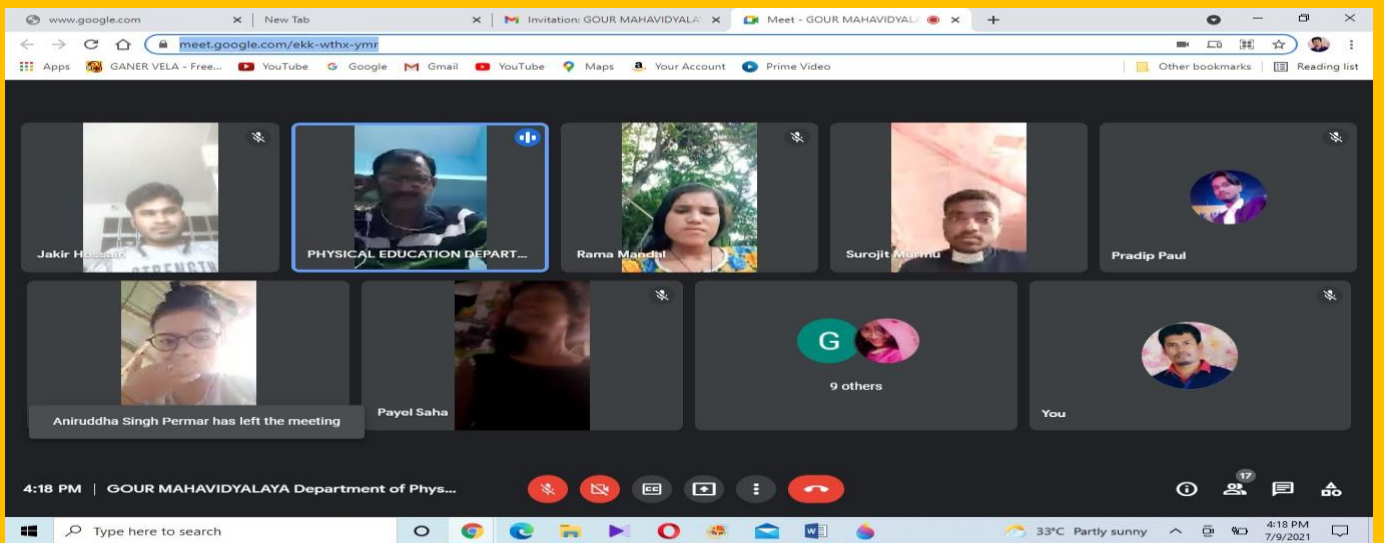 www.google.com New Tab Invitation: GOUR MAHAVIDYALA Meet - GOUR MAHAVIDYAL
meet.google.com/ekk-wthx-ymr
Apps GANER VELA - Free... YouTube Google Gmail YouTube Maps Your Account Prime Video Other bookmarks Reading list
Jakir Hossain PHYSICAL EDUCATION DEPART... Rama Mandal Surojit Murmu Pradip Paul
STRENGTH
G
9 others
Payel Saha You
Aniruddha Singh Permar has left the meeting
4:18 PM | GOUR MAHAVIDYALAYA Department of Phys... CC 17
Type here to search 33°C Partly sunny 4:18 PM
7/9/2021